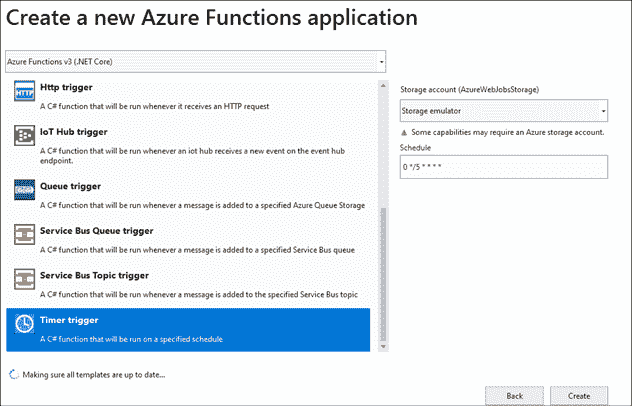 Create a new Azure Functions application
Azure Functions v3 (.NET Core)
Http trigger
A C# function that will be run whenever it receives an HTTP request
IoT Hub trigger
A C# function that will be run whenever an iot hub receives a new event on the event hub
endpoint.
Queue trigger
A C# function that will be run whenever a message is added to a specified Azure Queue Storage
Service Bus Queue trigger
A C# function that will be run whenever a message is added to a specified Service Bus queue
Service Bus Topic trigger
A C# function that will be run whenever a message is added to the specified Service Bus topic
Timer trigger
A C# function that will be run on a specified schedule
Storage account (AzureWebJobsStorage)
Storage emulator
Some capabilities may require an Azure storage account.
Schedule
0 */5 * * * *
Making sure all templates are up to date...
Back
Create